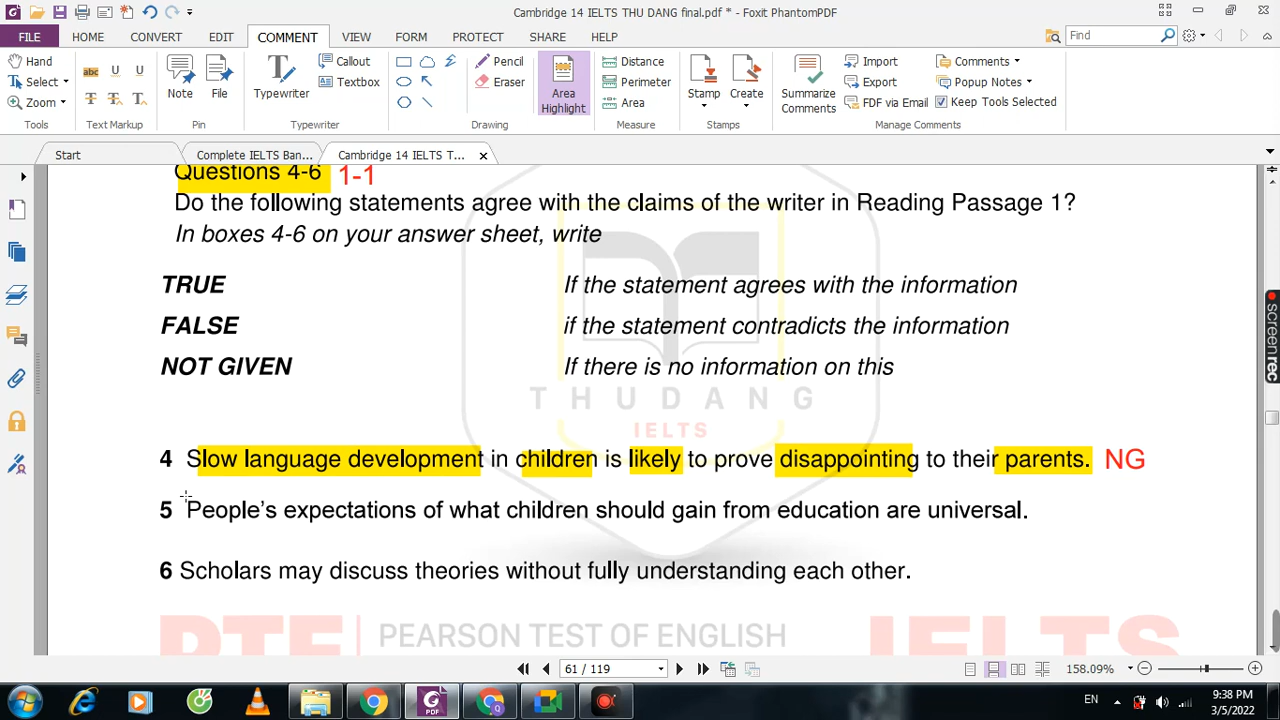 Cambridge 14 IELTS THU DANG final.pdf * - Foxit PhantomPDF
FILE HOME CONVERT EDIT COMMENT VIEW FORM PROTECT SHARE HELP Find
Hand Select Zoom Tools
abc U U T T T Text Markup
Note File Pin
Typewriter Callout Textbox Typewriter
Pencil Eraser Drawing
Area Highlight
Distance Perimeter Area Measure
Stamp Create Stamps
Summarize Comments Import Export FDF via Email Comments Popup Notes Keep Tools Selected Manage Comments
Start Complete IELTS Ban... Cambridge 14 IELTS T...
Questions 4-6 1-1
Do the following statements agree with the claims of the writer in Reading Passage 1?
In boxes 4-6 on your answer sheet, write
TRUE If the statement agrees with the information
FALSE if the statement contradicts the information
NOT GIVEN If there is no information on this
THUDANG
IELTS
4 Slow language development in children is likely to prove disappointing to their parents. NG
5 People's expectations of what children should gain from education are universal.
6 Scholars may discuss theories without fully understanding each other.
PTE PEARSON TEST OF ENGLISH IELTS
61 / 119 158.09%
screenrec
PDF EN 9:38 PM
3/5/2022